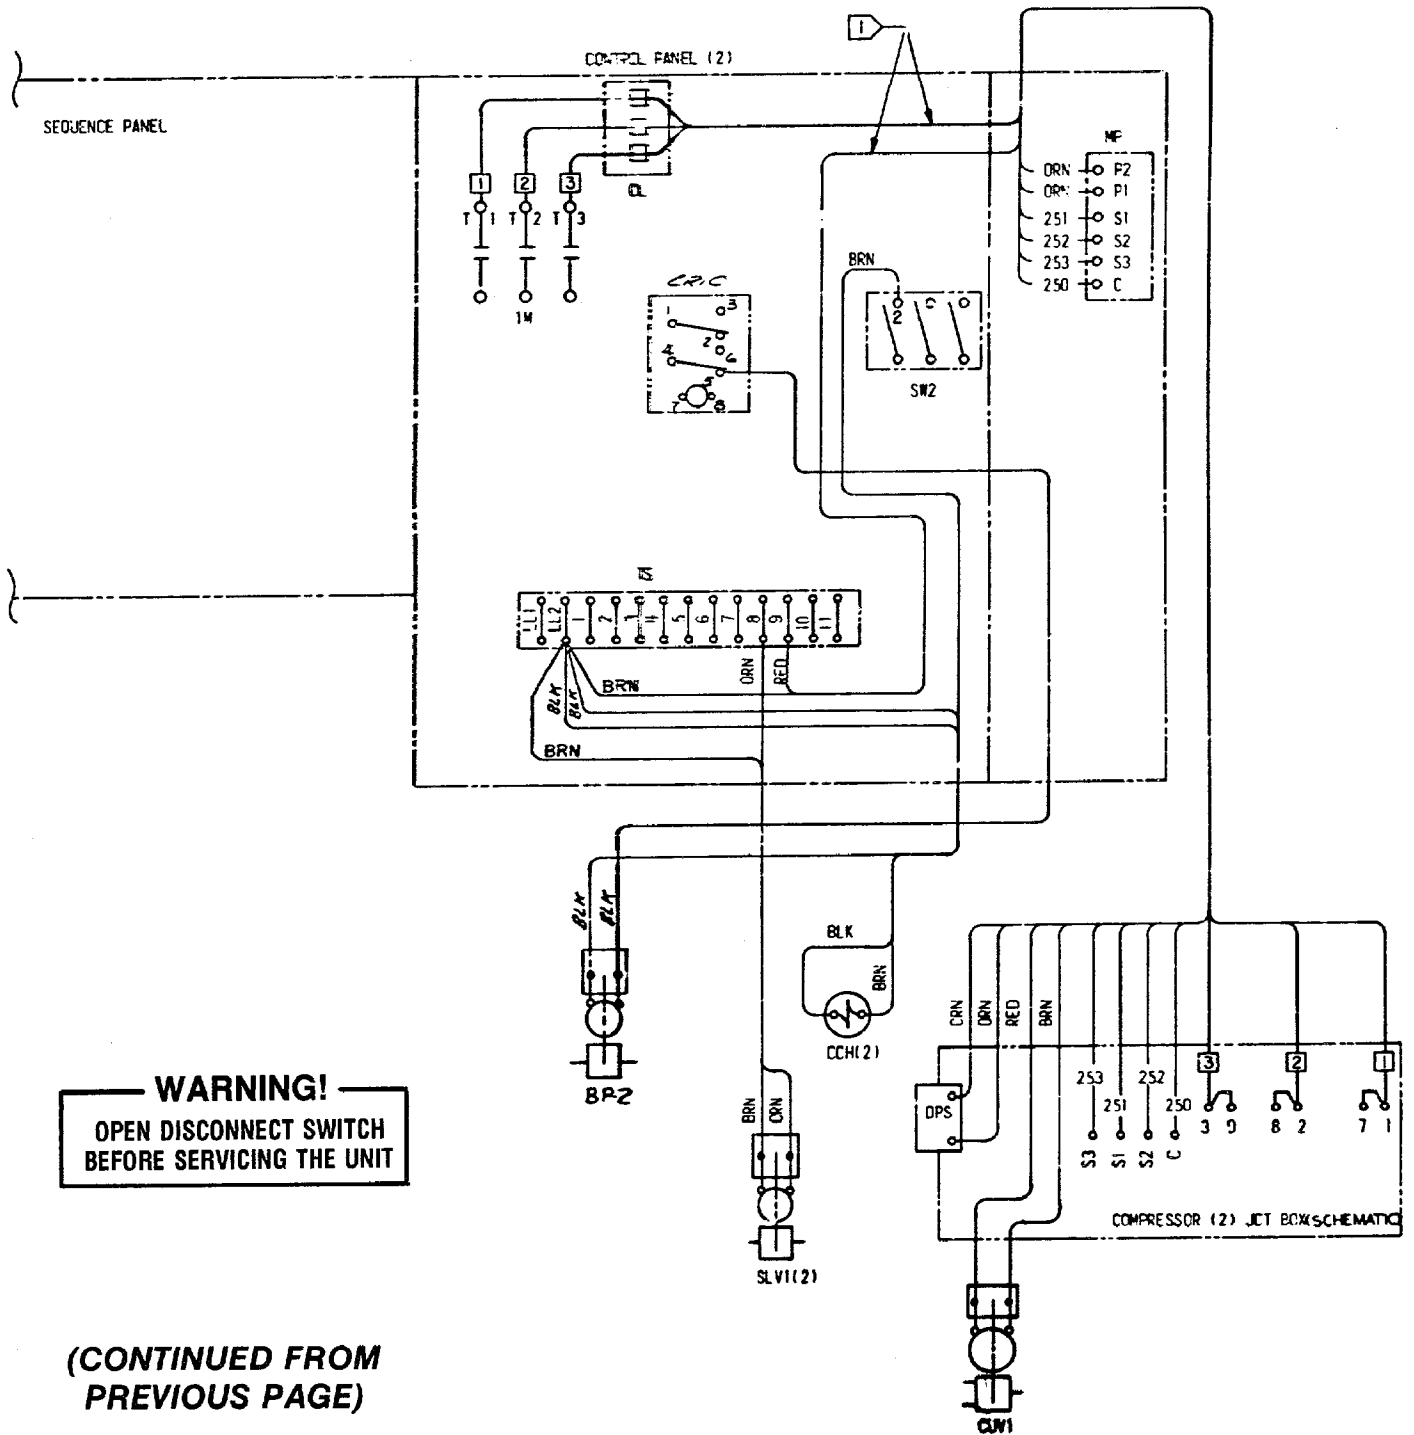 1
CONTROL PANEL (2)
SEQUENCE PANEL
MP
ORN P2
ORN P1
251 S1
252 S2
253 S3
250 C
1 2 3
OL
T 1 T 2 T 3
1M
BRN
2
SW2
CR1C
1 3
2
4 6
5
7 8
LL1 LL2 1 2 3 4 5 6 7 8 9 10 11
ORN RED
BRN
BLK BLK
BRN
BLK BLK
BLK
BRN
CCH(2)
BP2
ORN ORN RED BRN
3 2 1
253 251 252 250
DPS
S3 S1 S2 C
3 9 8 2 7 1
COMPRESSOR (2) JCT BOX(SCHEMATIC)
BRN ORN
SLV1(2)
CUV1
WARNING!
OPEN DISCONNECT SWITCH
BEFORE SERVICING THE UNIT
(CONTINUED FROM
PREVIOUS PAGE)